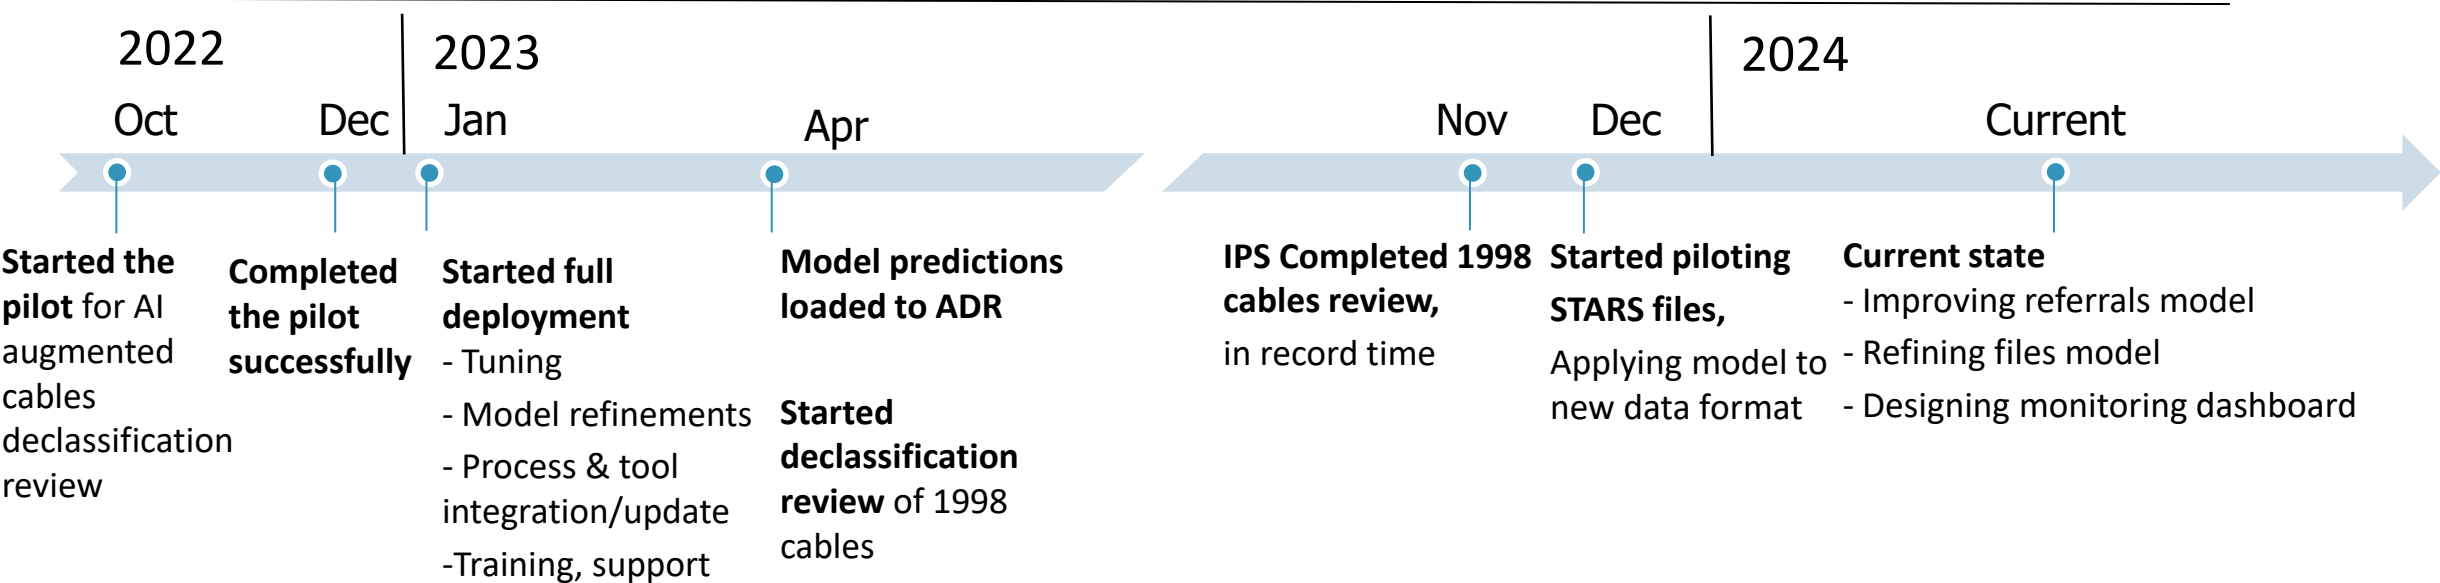 2022
2023
2024
Oct
Dec
Jan
Apr
Nov
Dec
Current
Started the
pilot for AI
augmented
cables
declassification
review
Completed
the pilot
successfully
Started full
deployment
- Tuning
- Model refinements
- Process & tool
integration/update
-Training, support
Model predictions
loaded to ADR
Started
declassification
review of 1998
cables
IPS Completed 1998
cables review,
in record time
Started piloting
STARS files,
Applying model to
new data format
Current state
- Improving referrals model
- Refining files model
- Designing monitoring dashboard